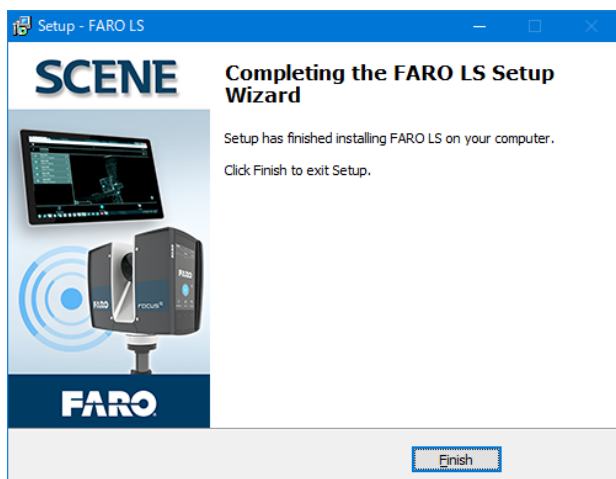 Setup - FARO LS
SCENE
Completing the FARO LS Setup
Wizard
Setup has finished installing FARO LS on your computer.
Click Finish to exit Setup.
FARO
FARO
FOCUS
FARO
Finish